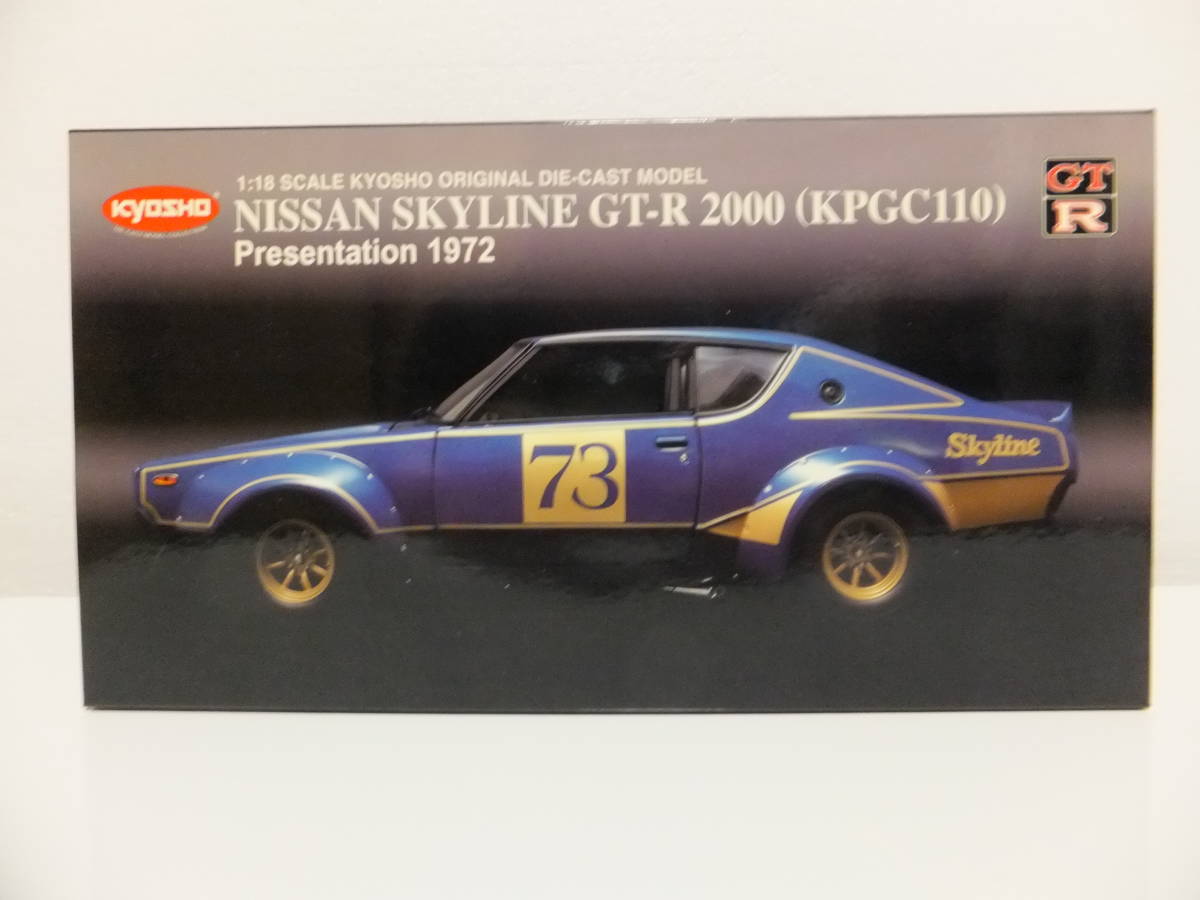 KYOSHO
1:18 SCALE KYOSHO ORIGINAL DIE-CAST MODEL
NISSAN SKYLINE GT-R 2000 (KPGC110)
Presentation 1972
GT
R
73
Skyline